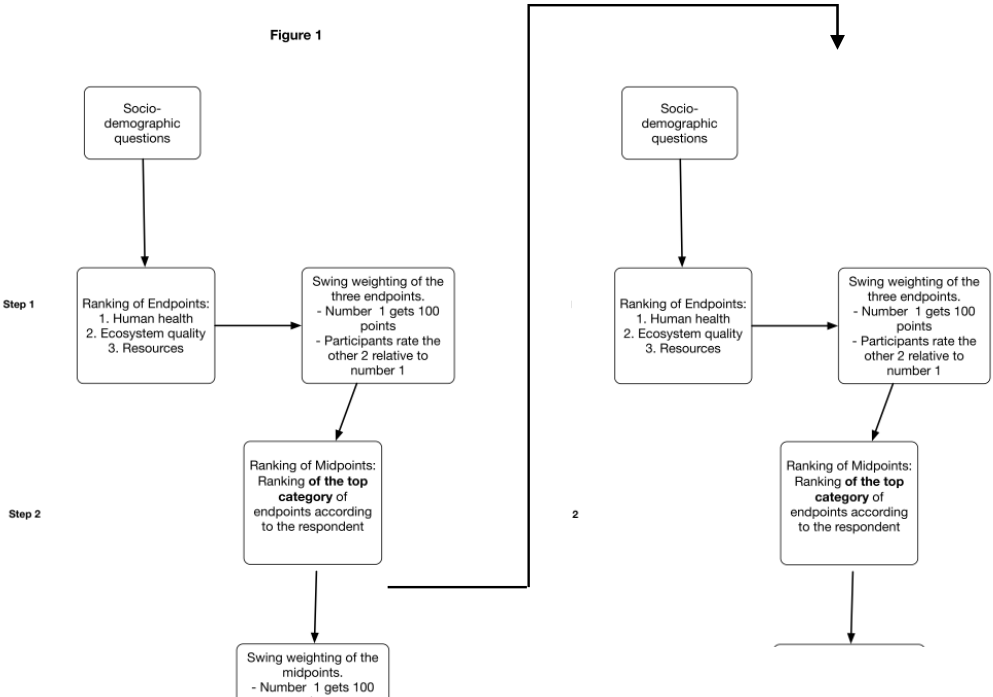 Figure 1
Socio-
demographic
questions
Step 1
Ranking of Endpoints:
1. Human health
2. Ecosystem quality
3. Resources
Swing weighting of the
three endpoints.
- Number 1 gets 100
points
- Participants rate the
other 2 relative to
number 1
Step 2
Ranking of Midpoints:
Ranking of the top
category of
endpoints according
to the respondent
Swing weighting of the
midpoints.
- Number 1 gets 100
Socio-
demographic
questions
Ranking of Endpoints:
1. Human health
2. Ecosystem quality
3. Resources
Swing weighting of the
three endpoints.
- Number 1 gets 100
points
- Participants rate the
other 2 relative to
number 1
2
Ranking of Midpoints:
Ranking of the top
category of
endpoints according
to the respondent